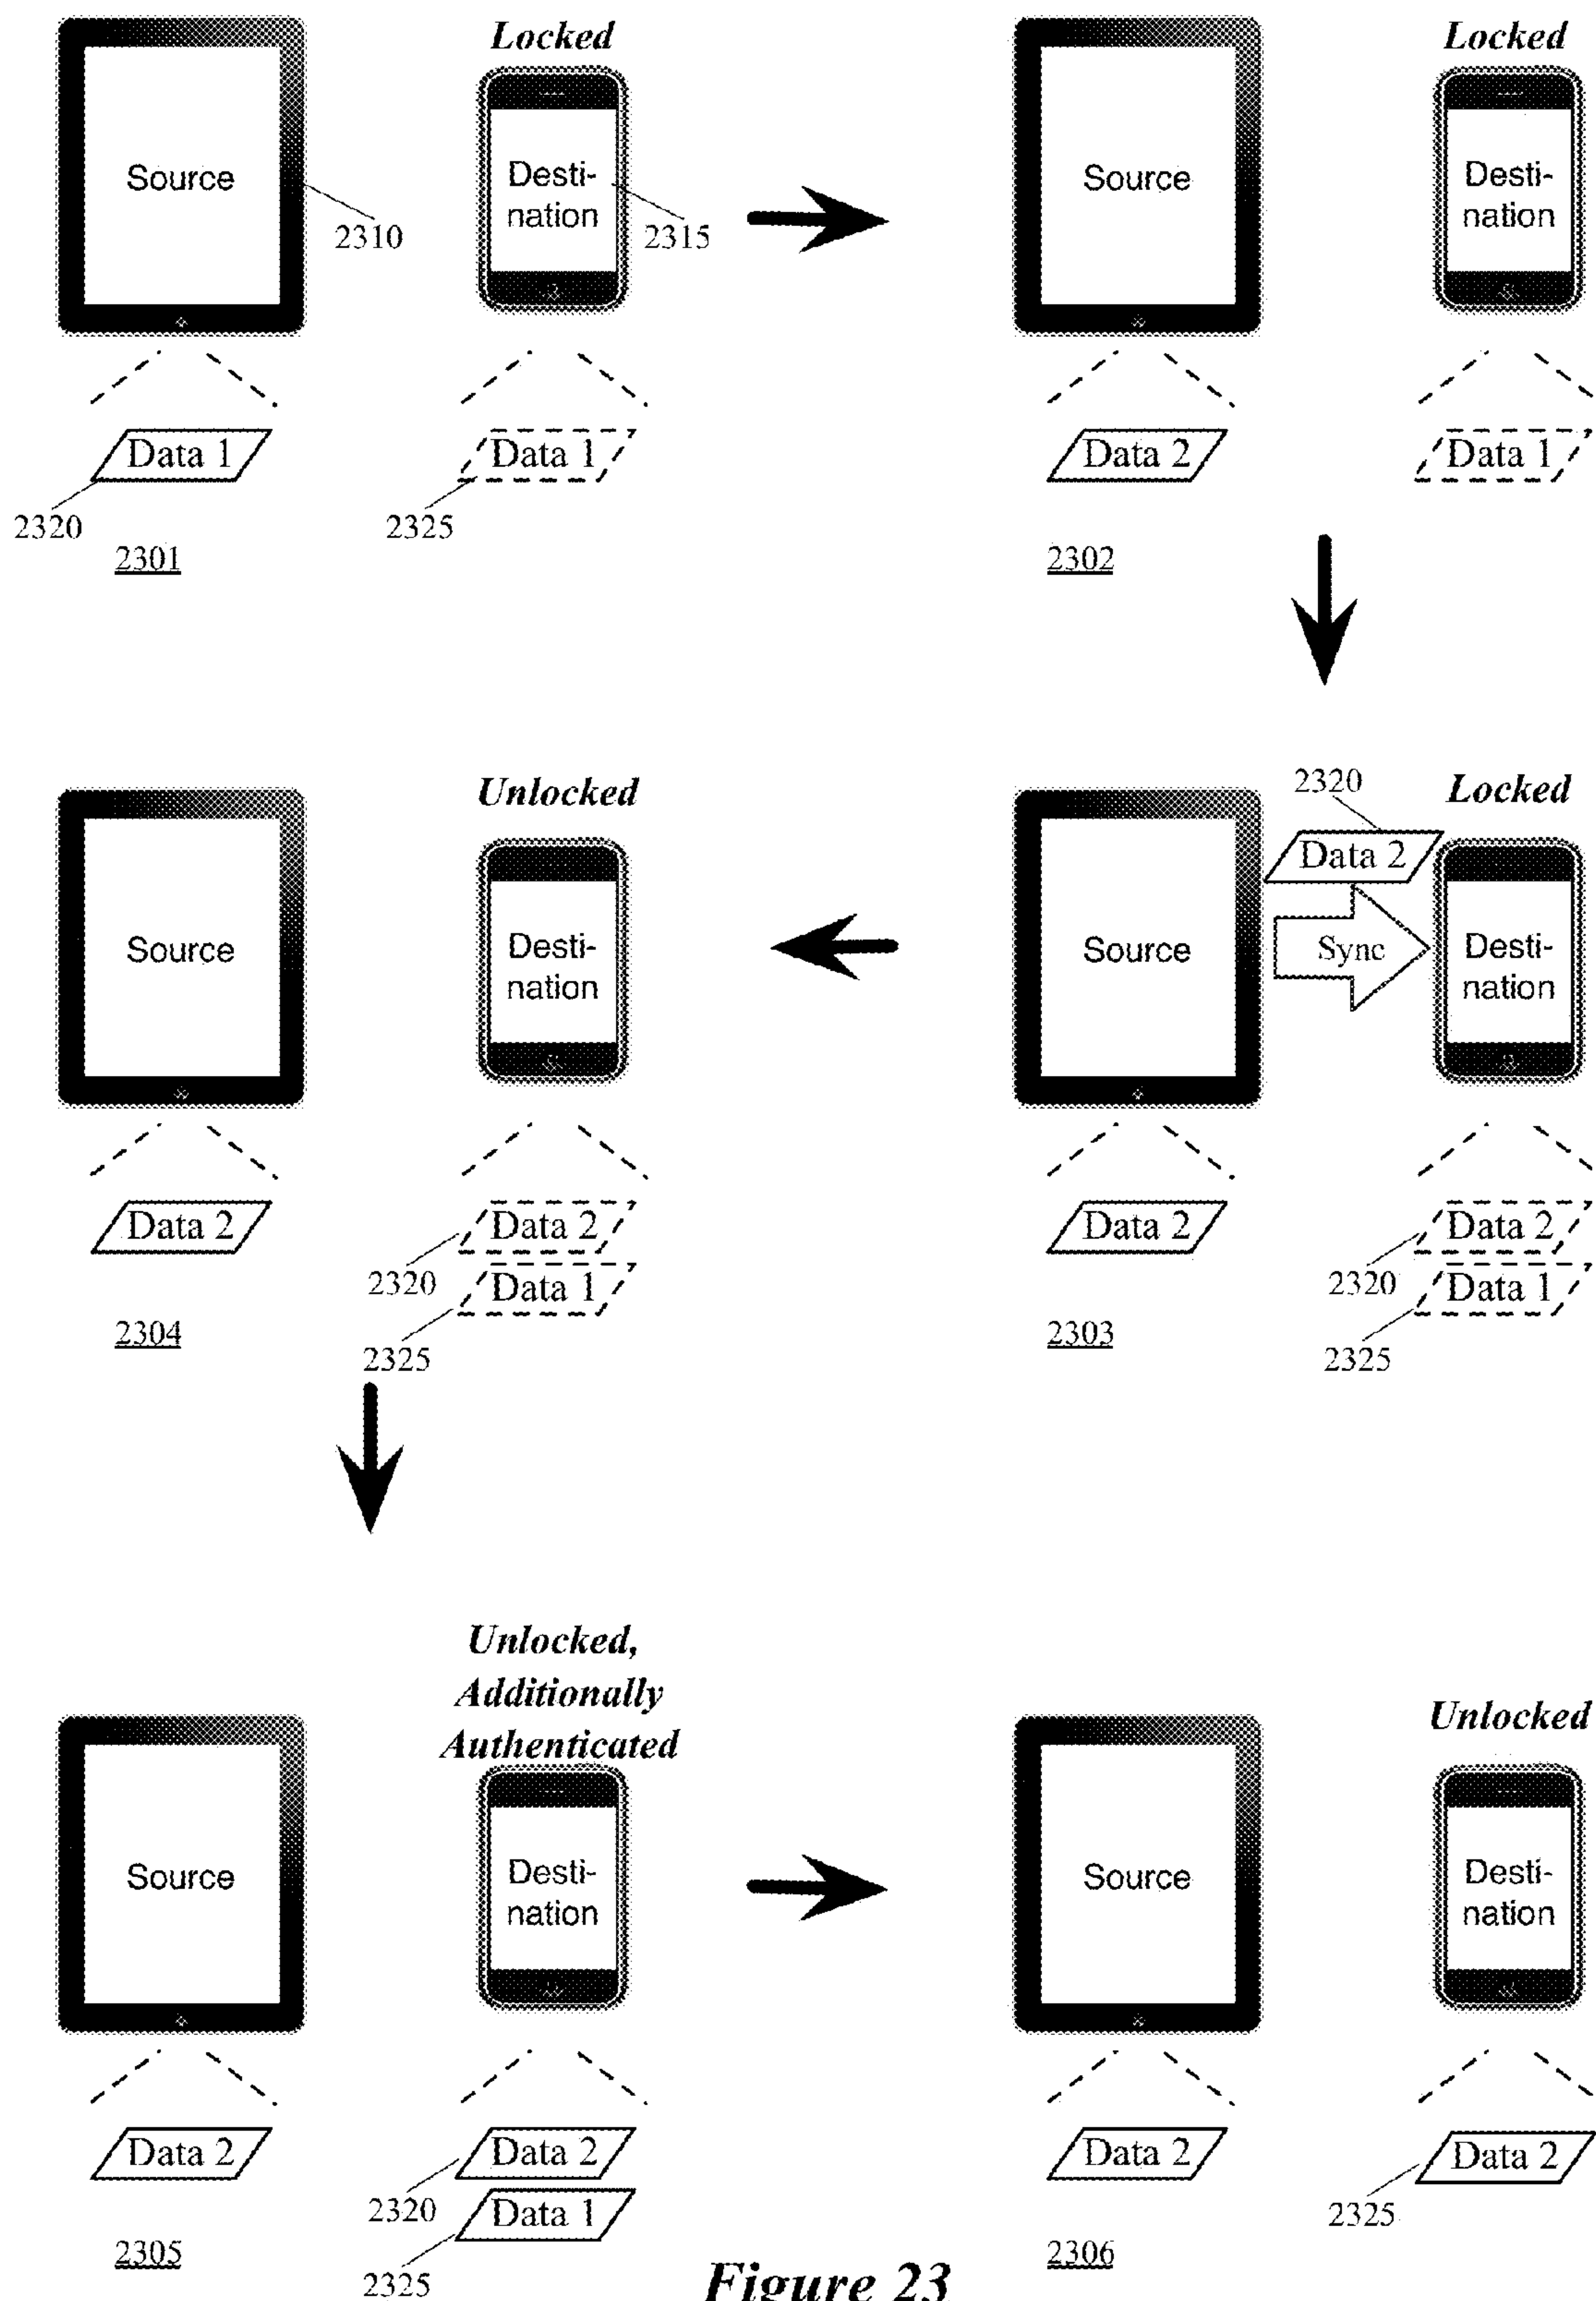 Locked
Source
Desti-
nation
2310
2315
Data 1
Data 1
2320
2325
2301
Locked
Source
Desti-
nation
Data 2
Data 1
2302
2320
Locked
Data 2
Source
Sync
Desti-
nation
Data 2
Data 2
2320
Data 1
2303
2325
Unlocked
Source
Desti-
nation
Data 2
Data 2
2320
Data 1
2304
2325
Unlocked,
Additionally
Authenticated
Source
Desti-
nation
Data 2
Data 2
2320
Data 1
2305
2325
Unlocked
Source
Desti-
nation
Data 2
Data 2
2325
2306
Figure 23